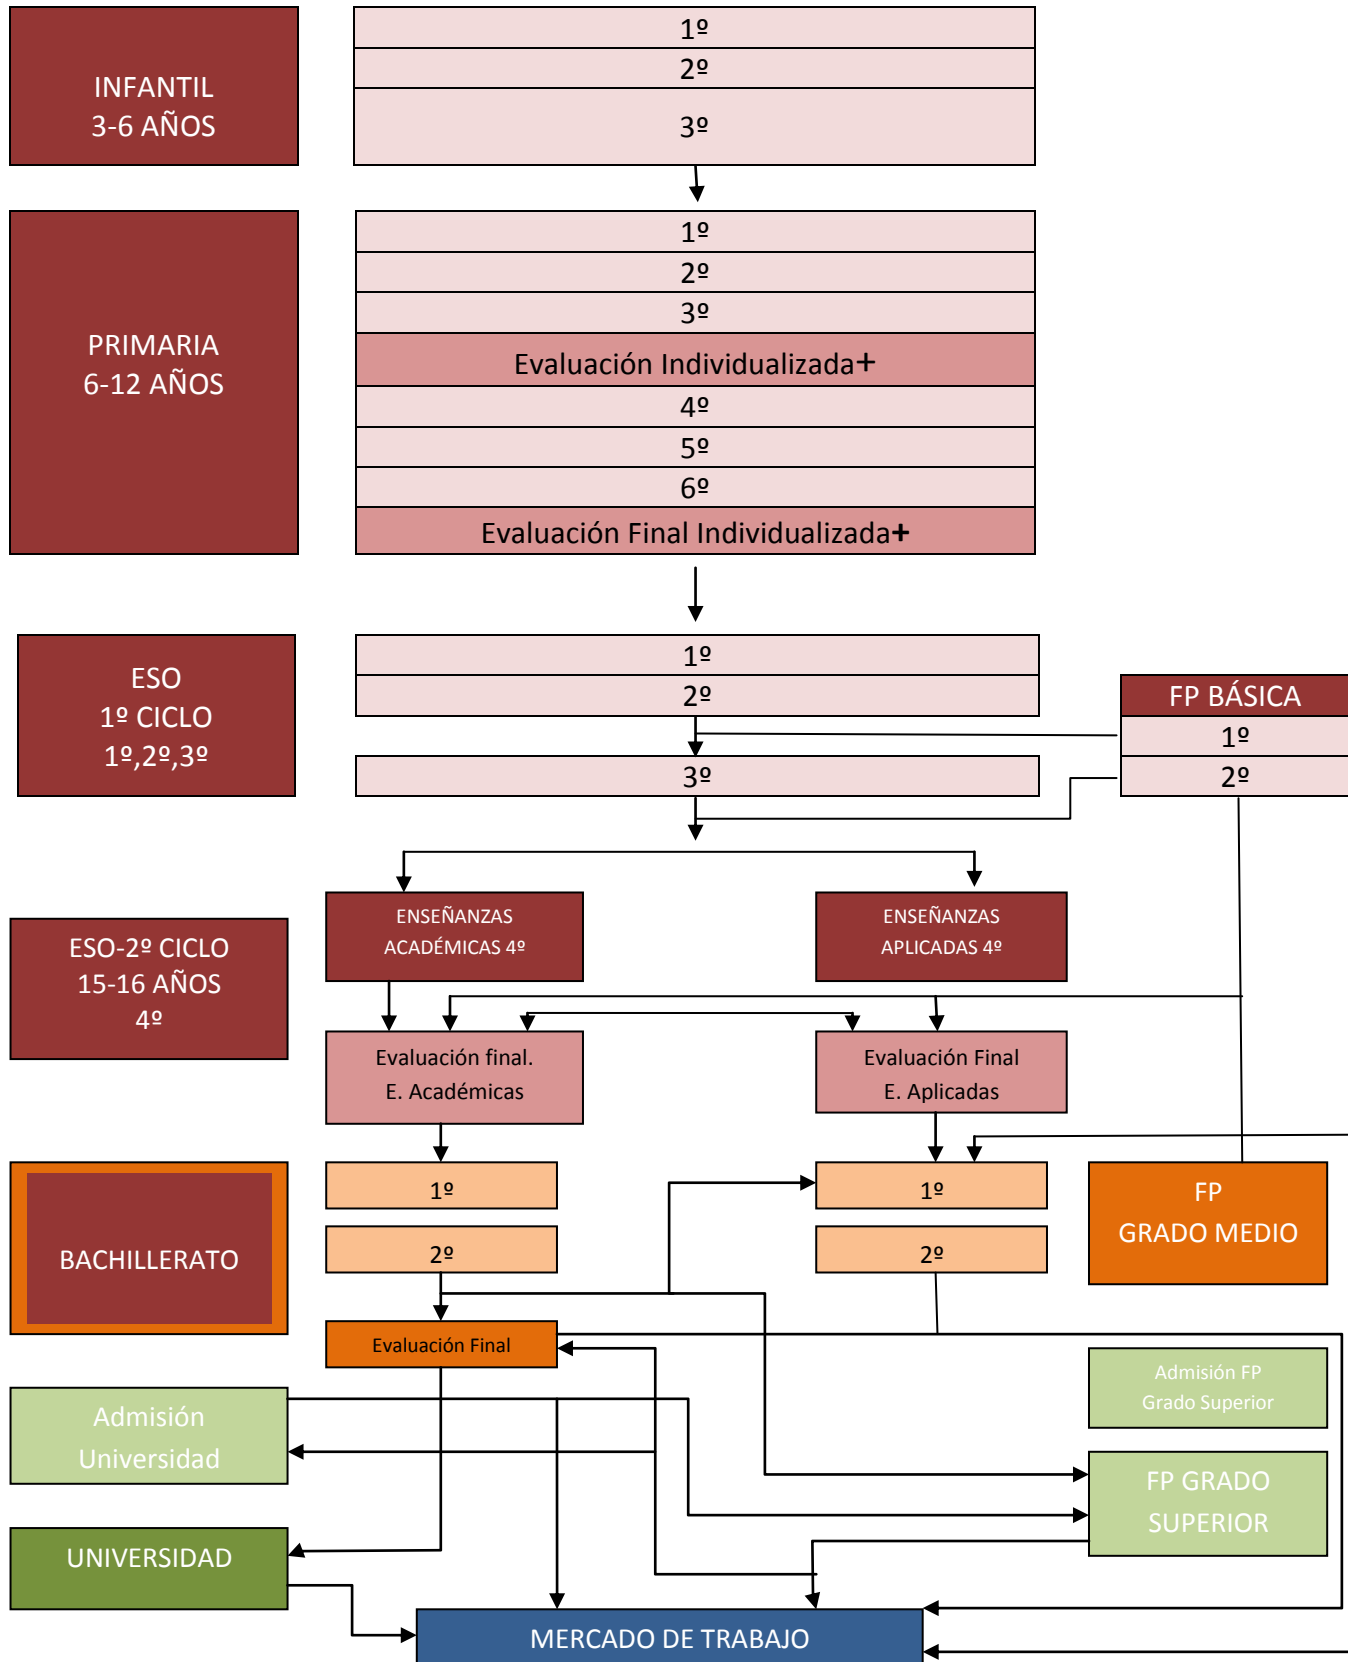 INFANTIL
3-6 AÑOS
1º
2º
3º
PRIMARIA
6-12 AÑOS
1º
2º
3º
Evaluación Individualizada+
4º
5º
6º
Evaluación Final Individualizada+
ESO
1º CICLO
1º,2º,3º
1º
2º
3º
FP BÁSICA
1º
2º
ENSEÑANZAS
ACADÉMICAS 4º
ENSEÑANZAS
APLICADAS 4º
ESO-2º CICLO
15-16 AÑOS
4º
Evaluación final.
E. Académicas
Evaluación Final
E. Aplicadas
BACHILLERATO
1º
2º
1º
2º
FP
GRADO MEDIO
Evaluación Final
Admisión
Universidad
Admisión FP
Grado Superior
FP GRADO
SUPERIOR
UNIVERSIDAD
MERCADO DE TRABAJO